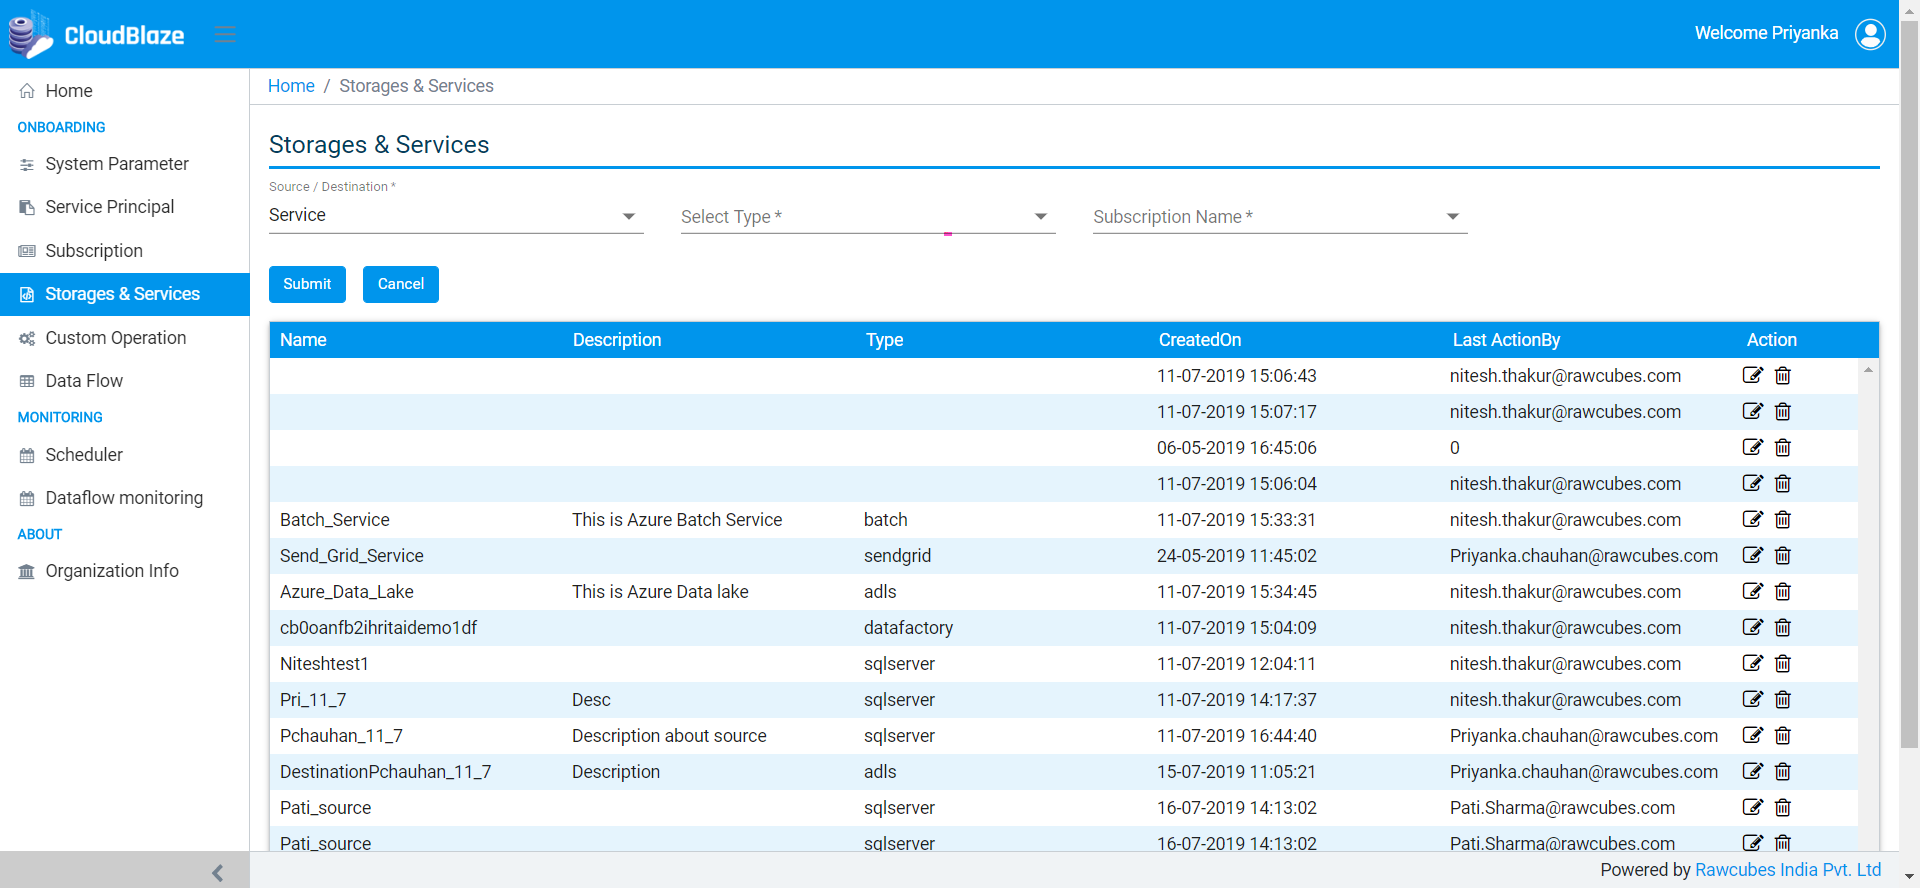 CloudBlaze
Welcome Priyanka
Home
ONBOARDING
System Parameter
Service Principal
Subscription
Storages & Services
Custom Operation
Data Flow
MONITORING
Scheduler
Dataflow monitoring
ABOUT
Organization Info
Home / Storages & Services
Storages & Services
Source / Destination *
Service
Select Type *
Subscription Name *
Submit Cancel
Name Description Type CreatedOn Last ActionBy Action
11-07-2019 15:06:43 nitesh.thakur@rawcubes.com
11-07-2019 15:07:17 nitesh.thakur@rawcubes.com
06-05-2019 16:45:06 0
11-07-2019 15:06:04 nitesh.thakur@rawcubes.com
Batch_Service This is Azure Batch Service batch 11-07-2019 15:33:31 nitesh.thakur@rawcubes.com
Send_Grid_Service sendgrid 24-05-2019 11:45:02 Priyanka.chauhan@rawcubes.com
Azure_Data_Lake This is Azure Data lake adls 11-07-2019 15:34:45 nitesh.thakur@rawcubes.com
cb0oanfb2ihritaidemo1df datafactory 11-07-2019 15:04:09 nitesh.thakur@rawcubes.com
Niteshtest1 sqlserver 11-07-2019 12:04:11 nitesh.thakur@rawcubes.com
Pri_11_7 Desc sqlserver 11-07-2019 14:17:37 nitesh.thakur@rawcubes.com
Pchauhan_11_7 Description about source sqlserver 11-07-2019 16:44:40 Priyanka.chauhan@rawcubes.com
DestinationPchauhan_11_7 Description adls 15-07-2019 11:05:21 Priyanka.chauhan@rawcubes.com
Pati_source sqlserver 16-07-2019 14:13:02 Pati.Sharma@rawcubes.com
Pati_source sqlserver 16-07-2019 14:13:02 Pati.Sharma@rawcubes.com
Powered by Rawcubes India Pvt. Ltd